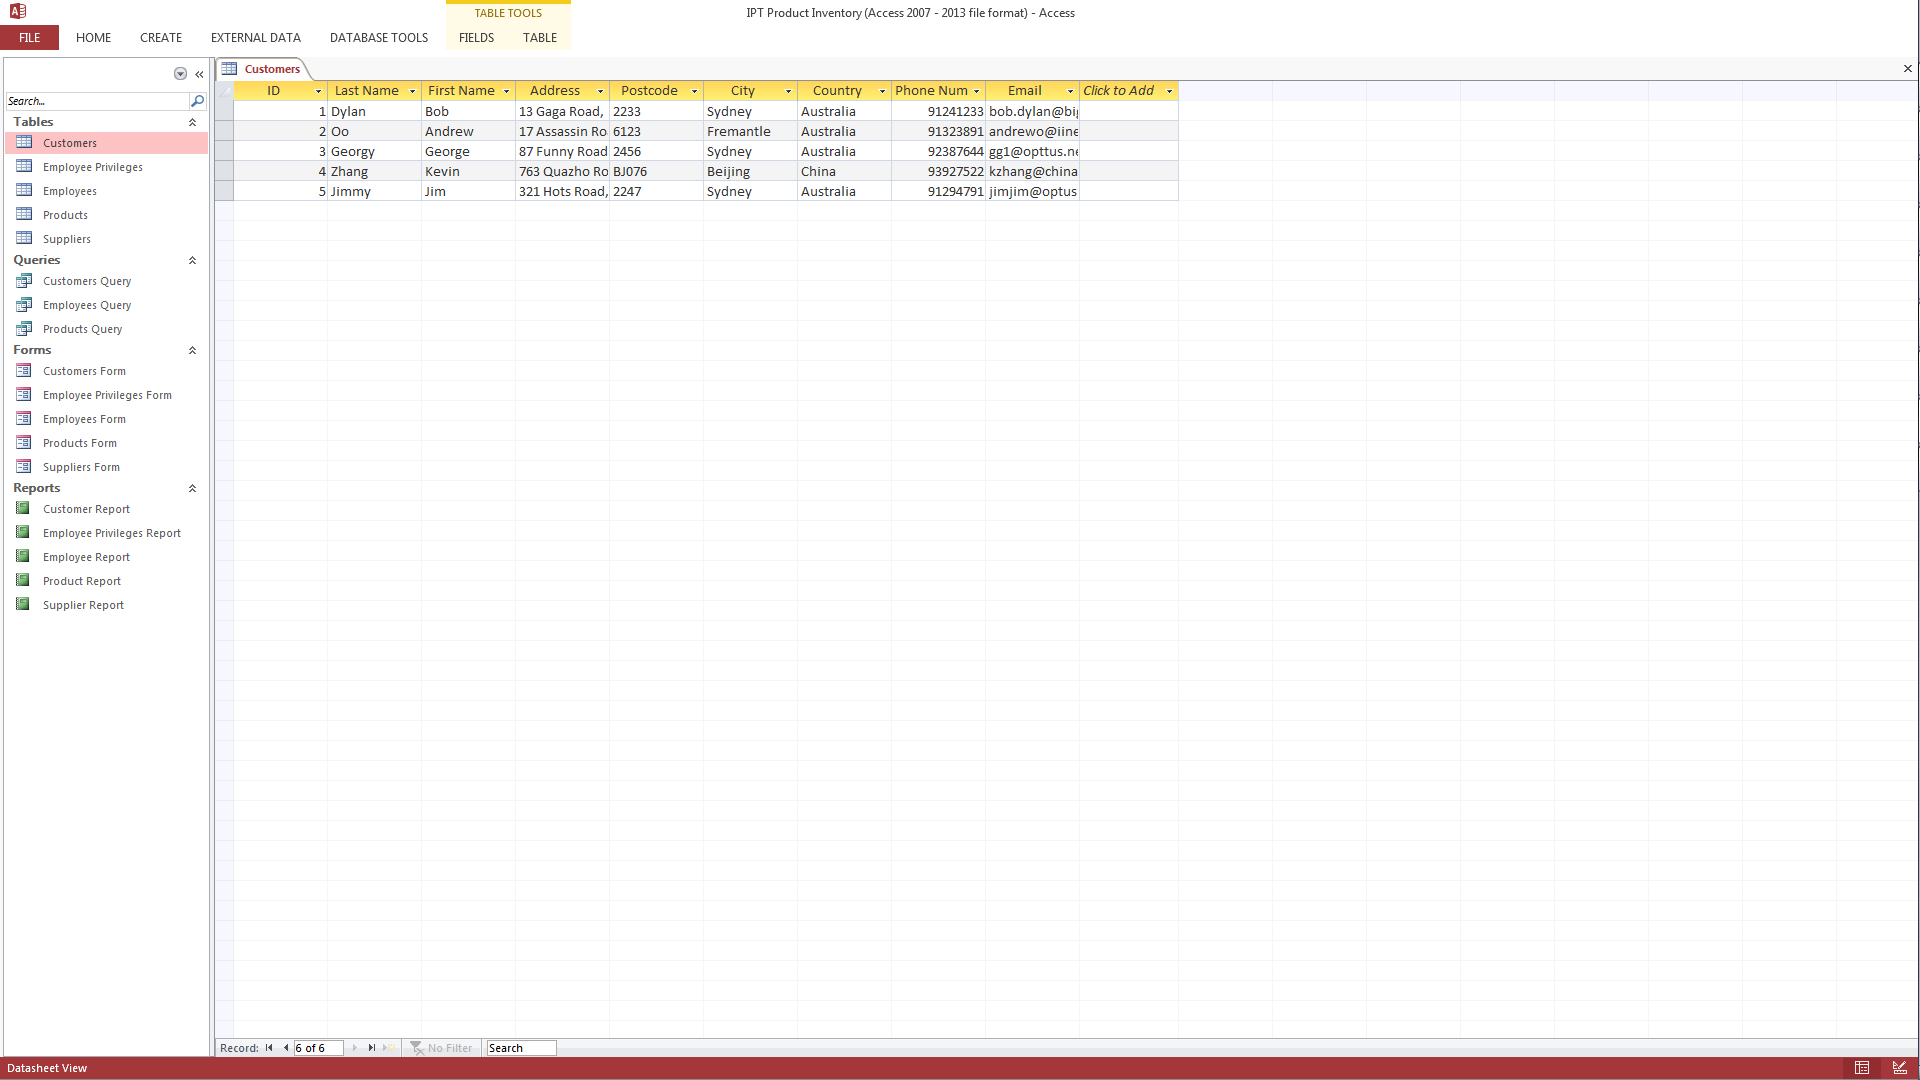 IPT Product Inventory (Access 2007 - 2013 file format) - Access
TABLE TOOLS
FILE HOME CREATE EXTERNAL DATA DATABASE TOOLS FIELDS TABLE
Search...
Tables
Customers
Employee Privileges
Employees
Products
Suppliers
Queries
Customers Query
Employees Query
Products Query
Forms
Customers Form
Employee Privileges Form
Employees Form
Products Form
Suppliers Form
Reports
Customer Report
Employee Privileges Report
Employee Report
Product Report
Supplier Report
Customers
ID Last Name First Name Address Postcode City Country Phone Num Email Click to Add
1 Dylan Bob 13 Gaga Road, 2233 Sydney Australia 91241233 bob.dylan@big
2 Oo Andrew 17 Assassin Ro 6123 Fremantle Australia 91323891 andrewo@iine
3 Georgy George 87 Funny Road 2456 Sydney Australia 92387644 gg1@opttus.ne
4 Zhang Kevin 763 Quazho Ro BJ076 Beijing China 93927522 kzhang@china
5 Jimmy Jim 321 Hots Road, 2247 Sydney Australia 91294791 jimjim@optus
Record: 6 of 6 No Filter Search
Datasheet View